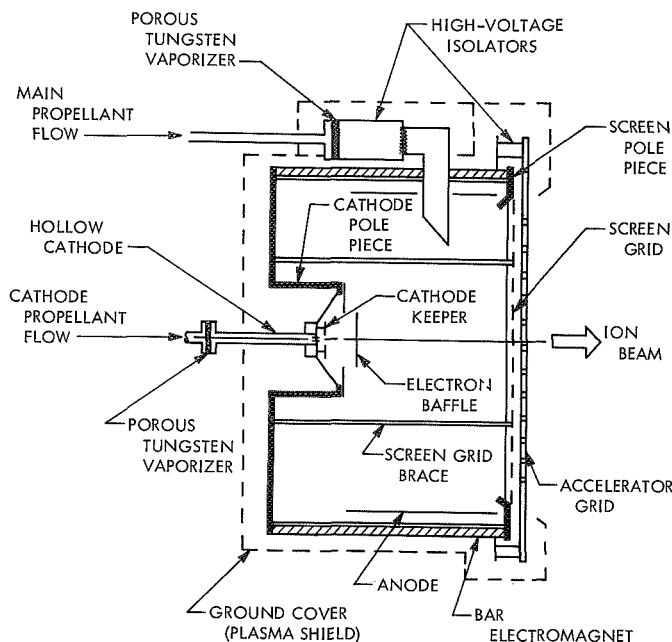 POROUS
TUNGSTEN
VAPORIZER
HIGH-VOLTAGE
ISOLATORS
MAIN
PROPELLANT
FLOW
SCREEN
POLE
PIECE
CATHODE
POLE
PIECE
HOLLOW
CATHODE
SCREEN
GRID
CATHODE
PROPELLANT
FLOW
CATHODE
KEEPER
ION
BEAM
ELECTRON
BAFFLE
POROUS
TUNGSTEN
VAPORIZER
SCREEN GRID
BRACE
ACCELERATOR
GRID
ANODE
GROUND COVER
(PLASMA SHIELD)
BAR
ELECTROMAGNET